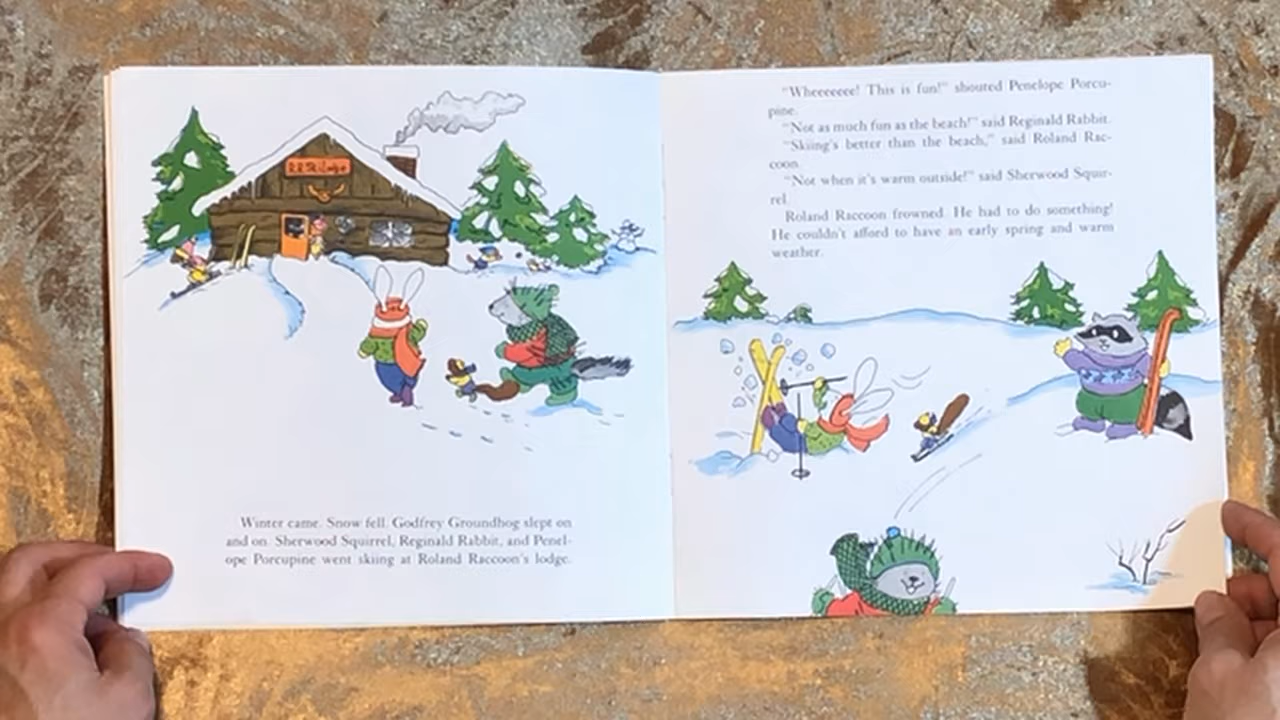 R.R. Ski Lodge
Winter came. Snow fell. Godfrey Groundhog slept on
and on. Sherwood Squirrel, Reginald Rabbit, and Penel-
ope Porcupine went skiing at Roland Raccoon's lodge.
"Wheeeeeee! This is fun!" shouted Penelope Porcu-
pine.
"Not as much fun as the beach!" said Reginald Rabbit.
"Skiing's better than the beach," said Roland Rac-
coon.
"Not when it's warm outside!" said Sherwood Squir-
rel.
Roland Raccoon frowned. He had to do something!
He couldn't afford to have an early spring and warm
weather.